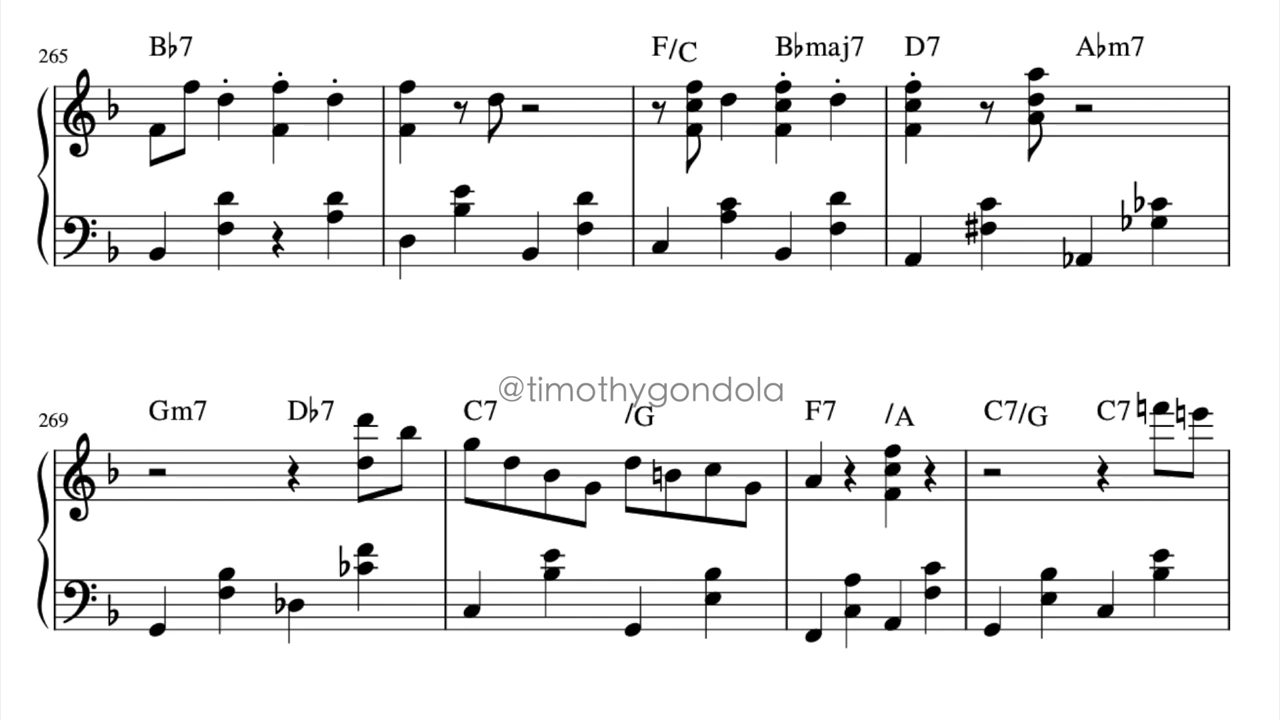 265 B♭7 F/C B♭maj7 D7 A♭m7
@timothygondola
269 Gm7 D♭7 C7 /G F7 /A C7/G C7